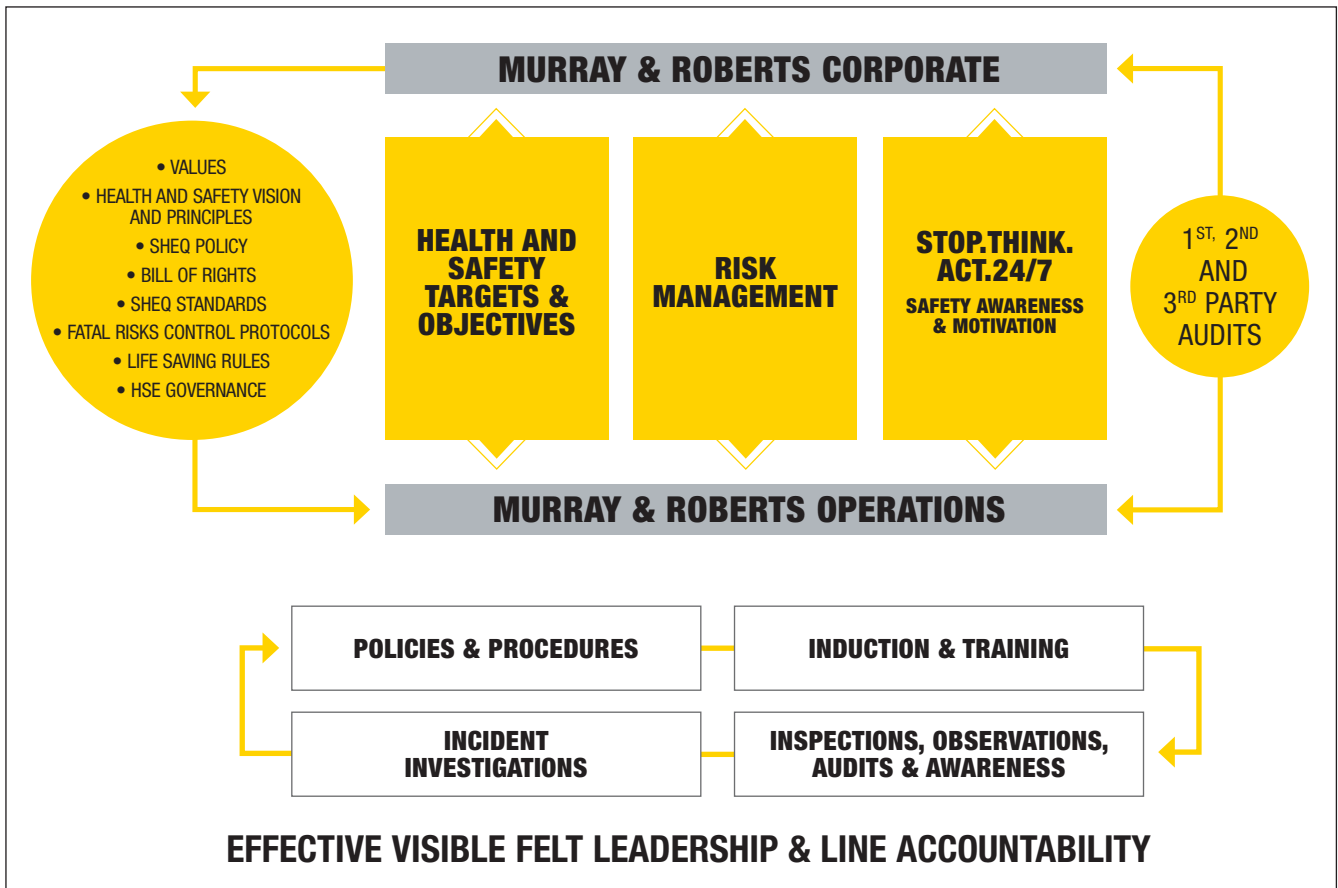 MURRAY & ROBERTS CORPORATE
• VALUES
• HEALTH AND SAFETY VISION
AND PRINCIPLES
• SHEQ POLICY
• BILL OF RIGHTS
• SHEQ STANDARDS
• FATAL RISKS CONTROL PROTOCOLS
• LIFE SAVING RULES
• HSE GOVERNANCE
HEALTH AND
SAFETY
TARGETS &
OBJECTIVES
RISK
MANAGEMENT
STOP.THINK.
ACT.24/7
SAFETY AWARENESS
& MOTIVATION
1ST, 2ND
AND
3RD PARTY
AUDITS
MURRAY & ROBERTS OPERATIONS
POLICIES & PROCEDURES
INDUCTION & TRAINING
INCIDENT
INVESTIGATIONS
INSPECTIONS, OBSERVATIONS,
AUDITS & AWARENESS
EFFECTIVE VISIBLE FELT LEADERSHIP & LINE ACCOUNTABILITY